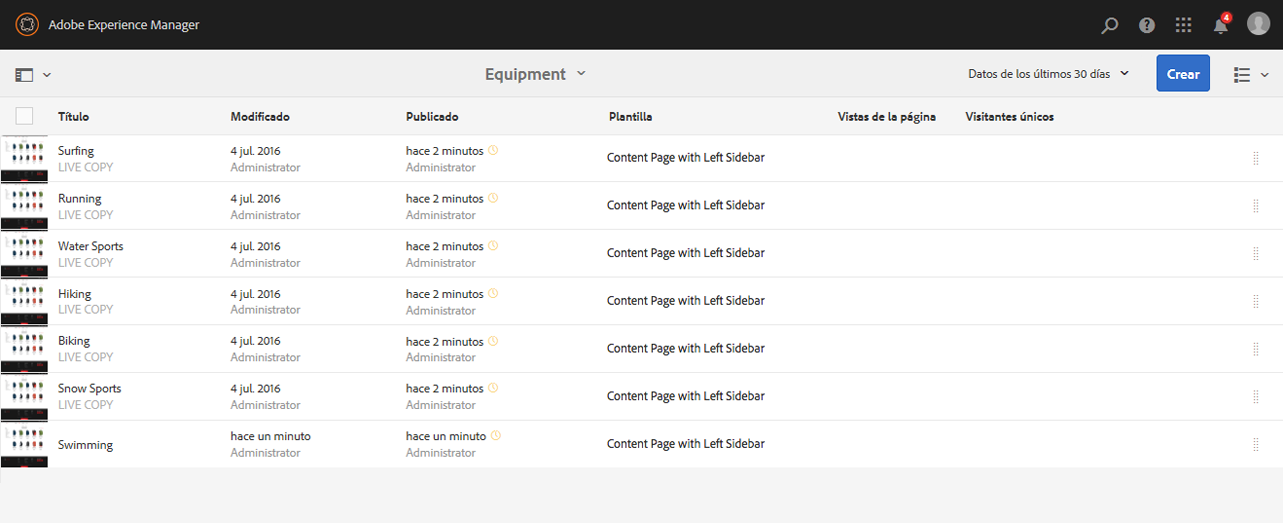 Adobe Experience Manager
4
Equipment
Datos de los últimos 30 días
Crear
Título Modificado Publicado Plantilla Vistas de la página Visitantes únicos
Surfing 4 jul. 2016 hace 2 minutos Content Page with Left Sidebar
LIVE COPY Administrator Administrator
Running 4 jul. 2016 hace 2 minutos Content Page with Left Sidebar
LIVE COPY Administrator Administrator
Water Sports 4 jul. 2016 hace 2 minutos Content Page with Left Sidebar
LIVE COPY Administrator Administrator
Hiking 4 jul. 2016 hace 2 minutos Content Page with Left Sidebar
LIVE COPY Administrator Administrator
Biking 4 jul. 2016 hace 2 minutos Content Page with Left Sidebar
LIVE COPY Administrator Administrator
Snow Sports 4 jul. 2016 hace 2 minutos Content Page with Left Sidebar
LIVE COPY Administrator Administrator
Swimming hace un minuto hace un minuto Content Page with Left Sidebar
Administrator Administrator